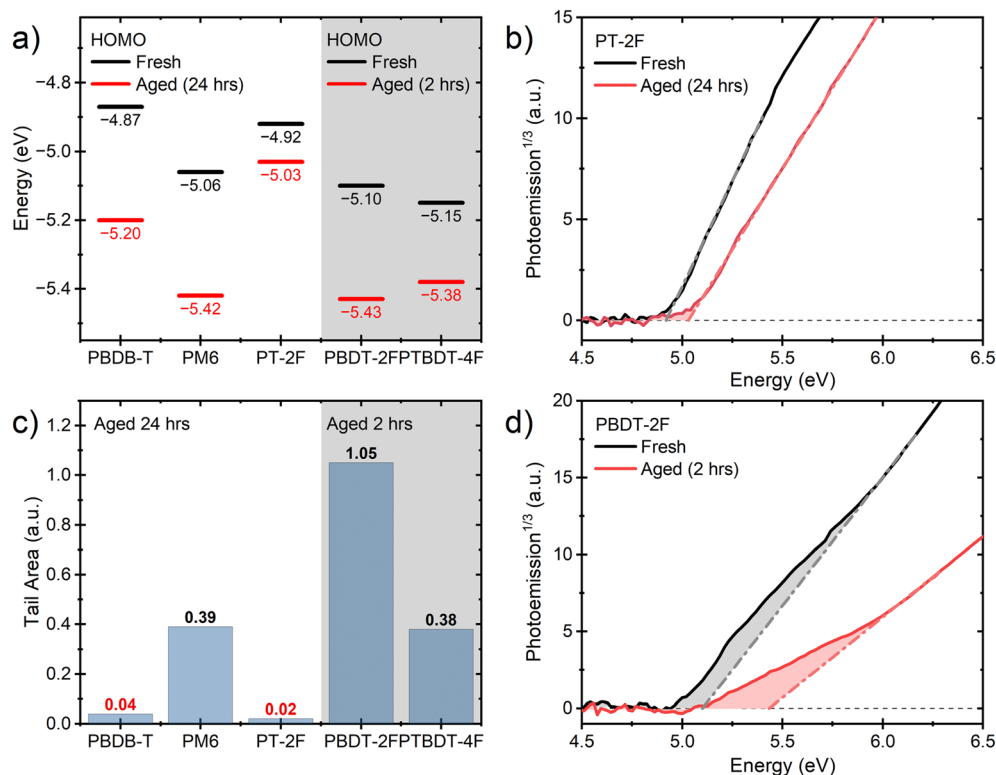 a)
HOMO
Fresh
Aged (24 hrs)
HOMO
Fresh
Aged (2 hrs)
Energy (eV)
−4.8
−5.0
−5.2
−5.4
−4.87
−5.20
−5.06
−5.42
−4.92
−5.03
−5.10
−5.43
−5.15
−5.38
PBDB-T PM6 PT-2F PBDT-2F PTBDT-4F
b)
PT-2F
Fresh
Aged (24 hrs)
Photoemission^1/3 (a.u.)
15
10
5
0
4.5 5.0 5.5 6.0 6.5
Energy (eV)
c)
Aged 24 hrs
Aged 2 hrs
Tail Area (a.u.)
1.2
1.0
0.8
0.6
0.4
0.2
0.0
0.04
0.39
0.02
1.05
0.38
PBDB-T PM6 PT-2F PBDT-2F PTBDT-4F
d)
PBDT-2F
Fresh
Aged (2 hrs)
Photoemission^1/3 (a.u.)
20
15
10
5
0
4.5 5.0 5.5 6.0 6.5
Energy (eV)